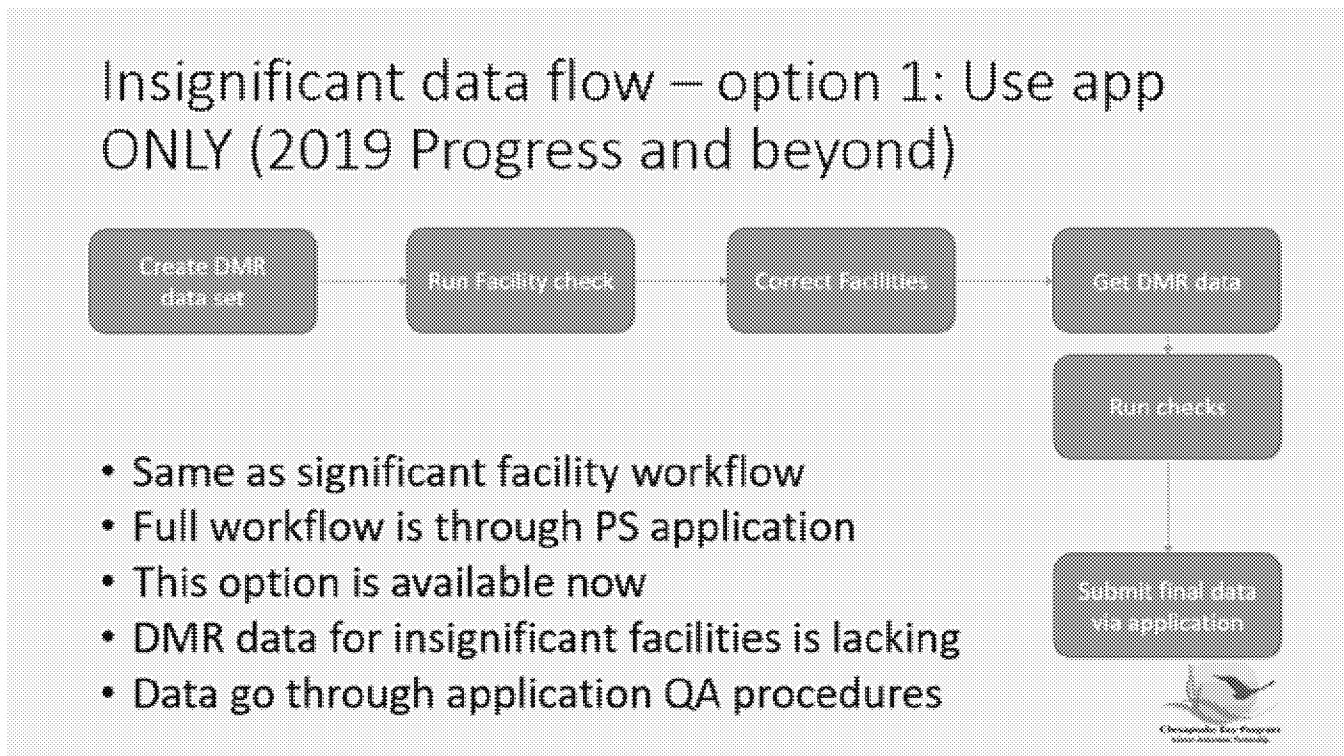 Insignificant data flow – option 1: Use app
ONLY (2019 Progress and beyond)
Create DMR
data set
Run Facility check
Correct Facilities
Get DMR data
Run checks
Submit final data
via application
• Same as significant facility workflow
• Full workflow is through PS application
• This option is available now
• DMR data for insignificant facilities is lacking
• Data go through application QA procedures
Chesapeake Bay Program